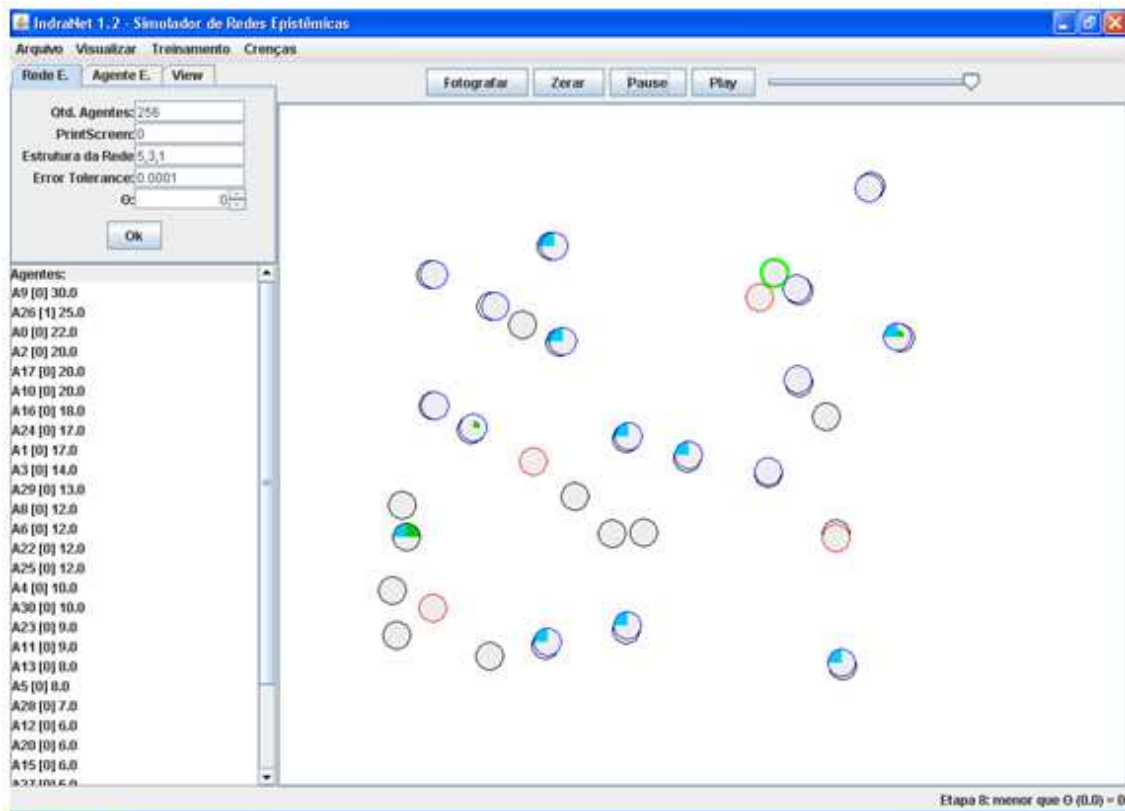 IndraNet 1.2 - Simulador de Redes Epistêmicas
Arquivo Visualizar Treinamento Crenças
Rede E. Agente E. View
Fotografar Zerar Pause Play
Qtd. Agentes: 256
PrintScreen: 0
Estrutura da Rede 5,3,1
Error Tolerance: 0.0001
Θ: 0
Ok
Agentes:
A9 [0] 30.0
A26 [1] 25.0
A0 [0] 22.0
A2 [0] 20.0
A17 [0] 20.0
A10 [0] 20.0
A16 [0] 18.0
A24 [0] 17.0
A1 [0] 17.0
A3 [0] 14.0
A29 [0] 13.0
A8 [0] 12.0
A6 [0] 12.0
A22 [0] 12.0
A25 [0] 12.0
A4 [0] 10.0
A30 [0] 10.0
A23 [0] 9.0
A11 [0] 9.0
A13 [0] 8.0
A5 [0] 8.0
A28 [0] 7.0
A12 [0] 6.0
A20 [0] 6.0
A15 [0] 6.0
A27 [0] 6.0
Etapa 8: menor que Θ (0.0) = 0